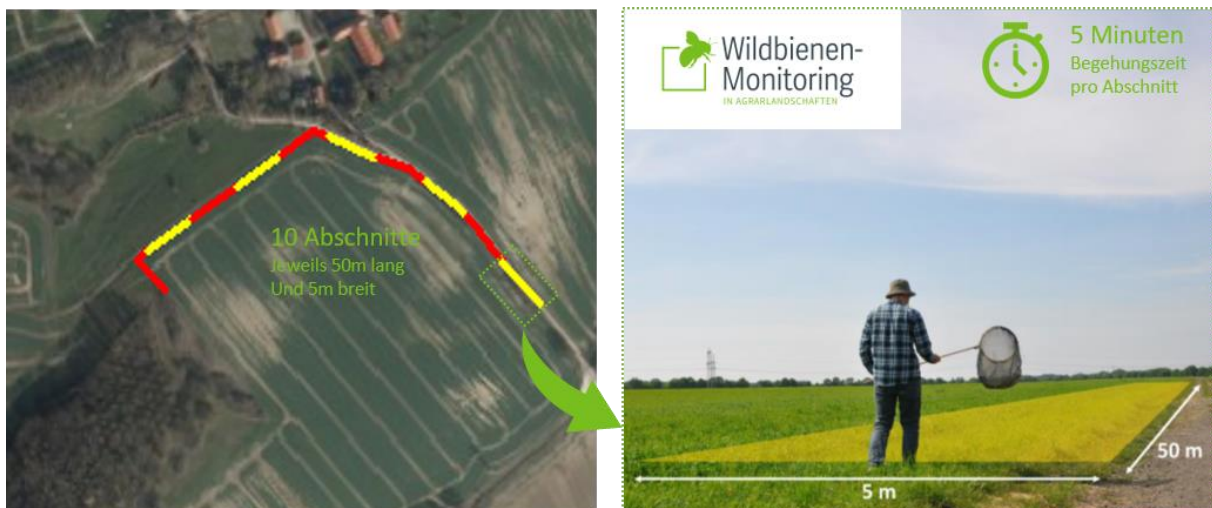 10 Abschnitte
Jeweils 50m lang
Und 5m breit
Wildbienen-
Monitoring
IN AGRARLANDSCHAFTEN
5 Minuten
Begehungszeit
pro Abschnitt
50 m
5 m